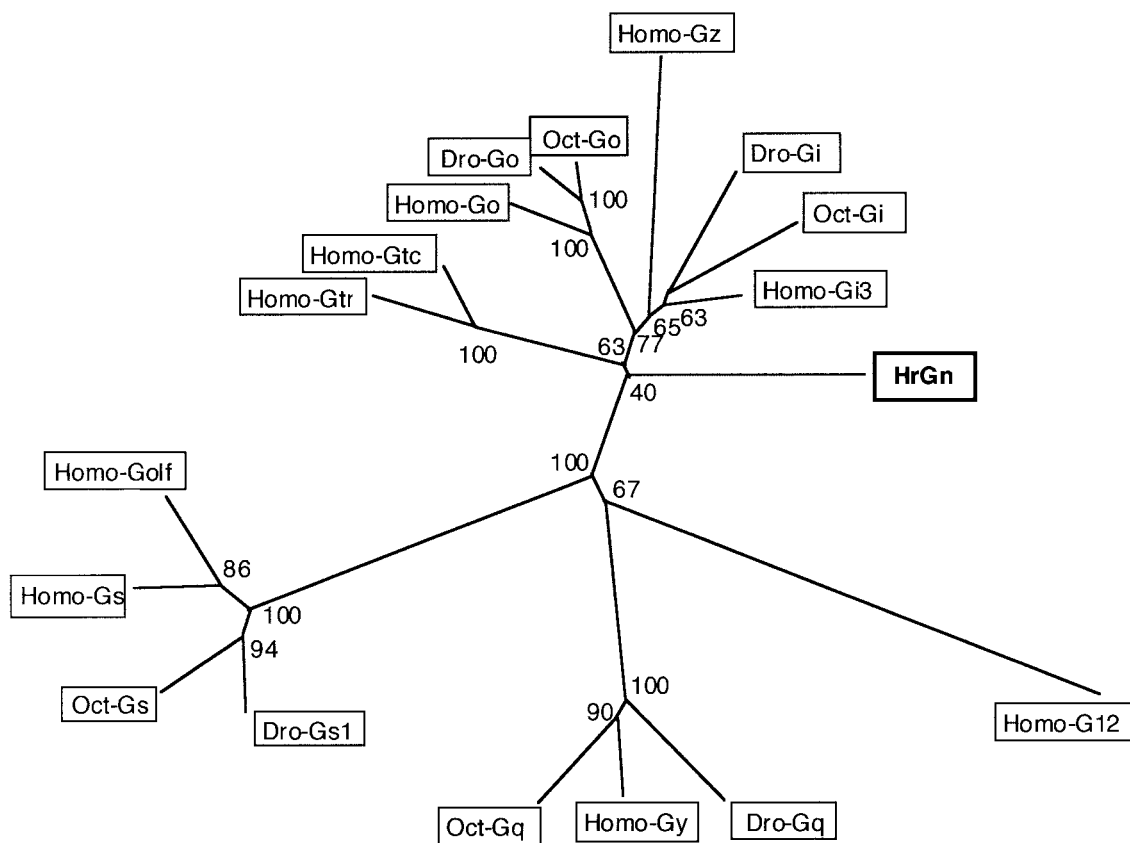 Homo-Gz
Oct-Go
Dro-Go
Dro-Gi
100
Homo-Go
Oct-Gi
100
Homo-Gtc
Homo-Gtr
Homo-Gi3
65
63
77
63
100
HrGn
40
Homo-Golf
100
67
86
Homo-Gs
100
94
Oct-Gs
Dro-Gs1
100
90
Homo-G12
Oct-Gq
Homo-Gy
Dro-Gq